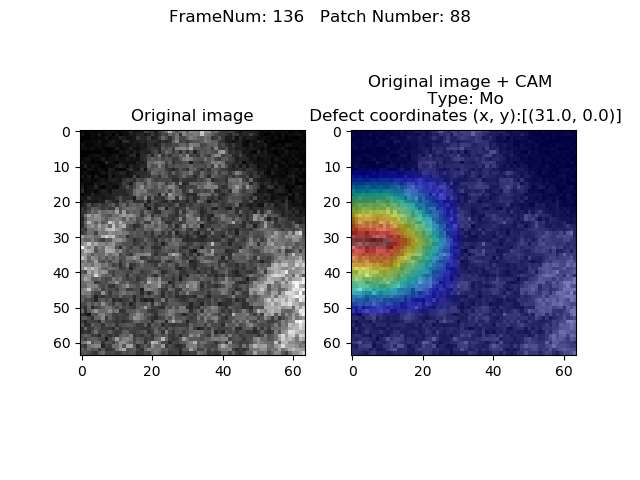 FrameNum: 136   Patch Number: 88
Original image
Original image + CAM
Type: Mo
Defect coordinates (x, y):[(31.0, 0.0)]
0
10
20
30
40
50
60
0 20 40 60
0
10
20
30
40
50
60
0 20 40 60